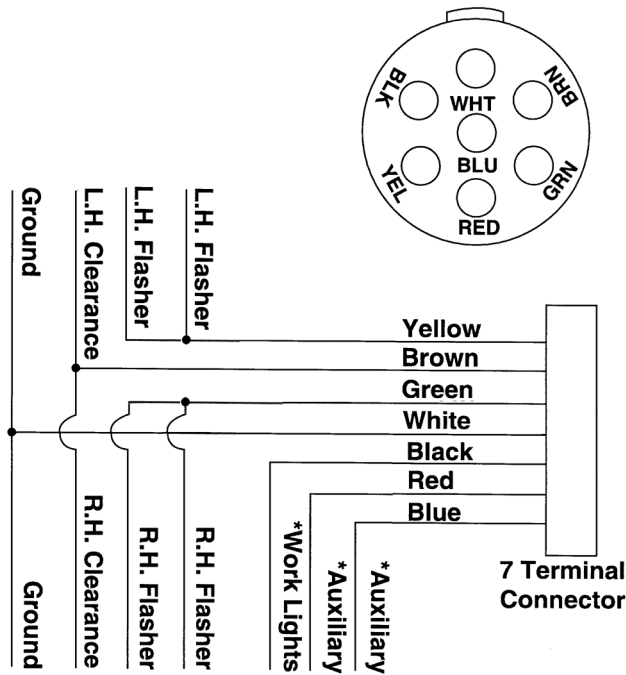 BLK
BRN
WHT
BLU
YEL
GRN
RED
Ground
L.H. Clearance
L.H. Flasher
L.H. Flasher
Yellow
Brown
Green
White
Black
Red
Blue
Ground
R.H. Clearance
R.H. Flasher
R.H. Flasher
*Work Lights
*Auxiliary
*Auxiliary
7 Terminal
Connector